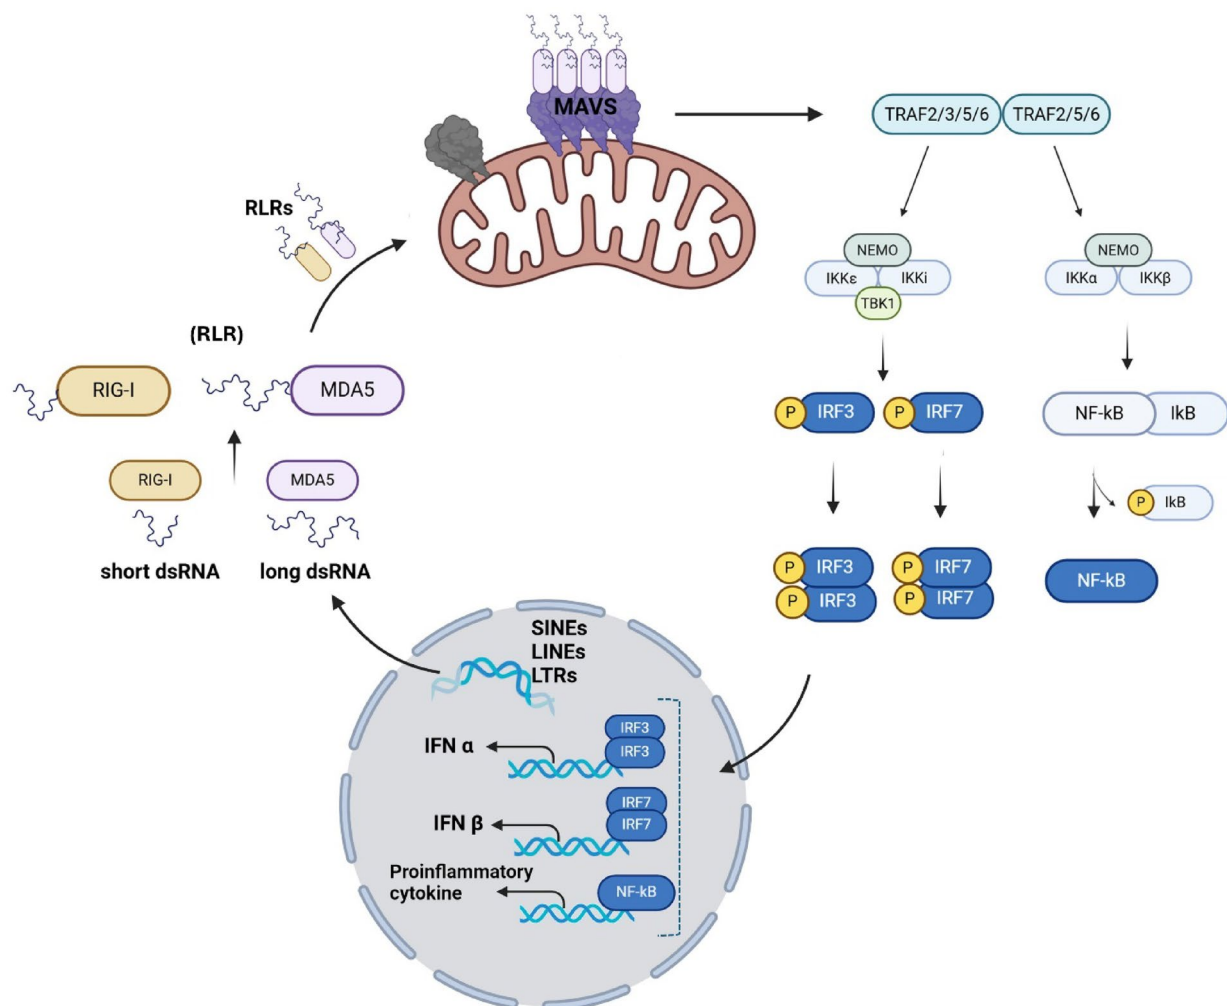 MAVS
TRAF2/3/5/6
TRAF2/5/6
RLRs
NEMO
IKKε
IKKi
TBK1
NEMO
IKKα
IKKβ
(RLR)
RIG-I
MDA5
P
IRF3
P
IRF7
NF-kB
IkB
RIG-I
MDA5
P
IkB
short dsRNA
long dsRNA
P
IRF3
P
IRF3
P
IRF7
P
IRF7
NF-kB
SINEs
LINEs
LTRs
IFN α
IRF3
IRF3
IFN β
IRF7
IRF7
Proinflammatory
cytokine
NF-kB